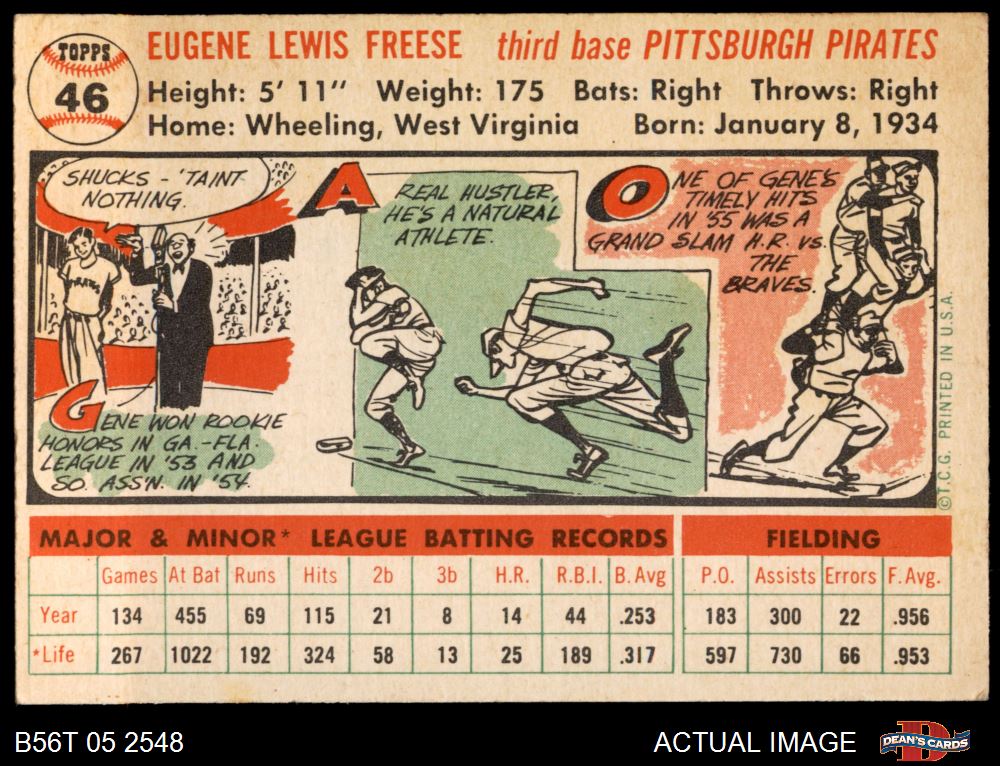 TOPPS
46
EUGENE LEWIS FREESE third base PITTSBURGH PIRATES
Height: 5' 11" Weight: 175 Bats: Right Throws: Right
Home: Wheeling, West Virginia Born: January 8, 1934
SHUCKS - 'TAINT
NOTHING.
PIRATES
GENE WON ROOKIE
HONORS IN GA.-FLA.
LEAGUE IN '53 AND
SO. ASS'N. IN '54.
A
REAL HUSTLER,
HE'S A NATURAL
ATHLETE.
ONE OF GENE'S
TIMELY HITS
IN '55 WAS A
GRAND SLAM H.R. VS.
THE
BRAVES.
©T.C.G. PRINTED IN U.S.A.
MAJOR & MINOR* LEAGUE BATTING RECORDS FIELDING
Games At Bat Runs Hits 2b 3b H.R. R.B.I. B. Avg P.O. Assists Errors F. Avg.
Year 134 455 69 115 21 8 14 44 .253 183 300 22 .956
*Life 267 1022 192 324 58 13 25 189 .317 597 730 66 .953
B56T 05 2548 ACTUAL IMAGE DEAN'S CARDS